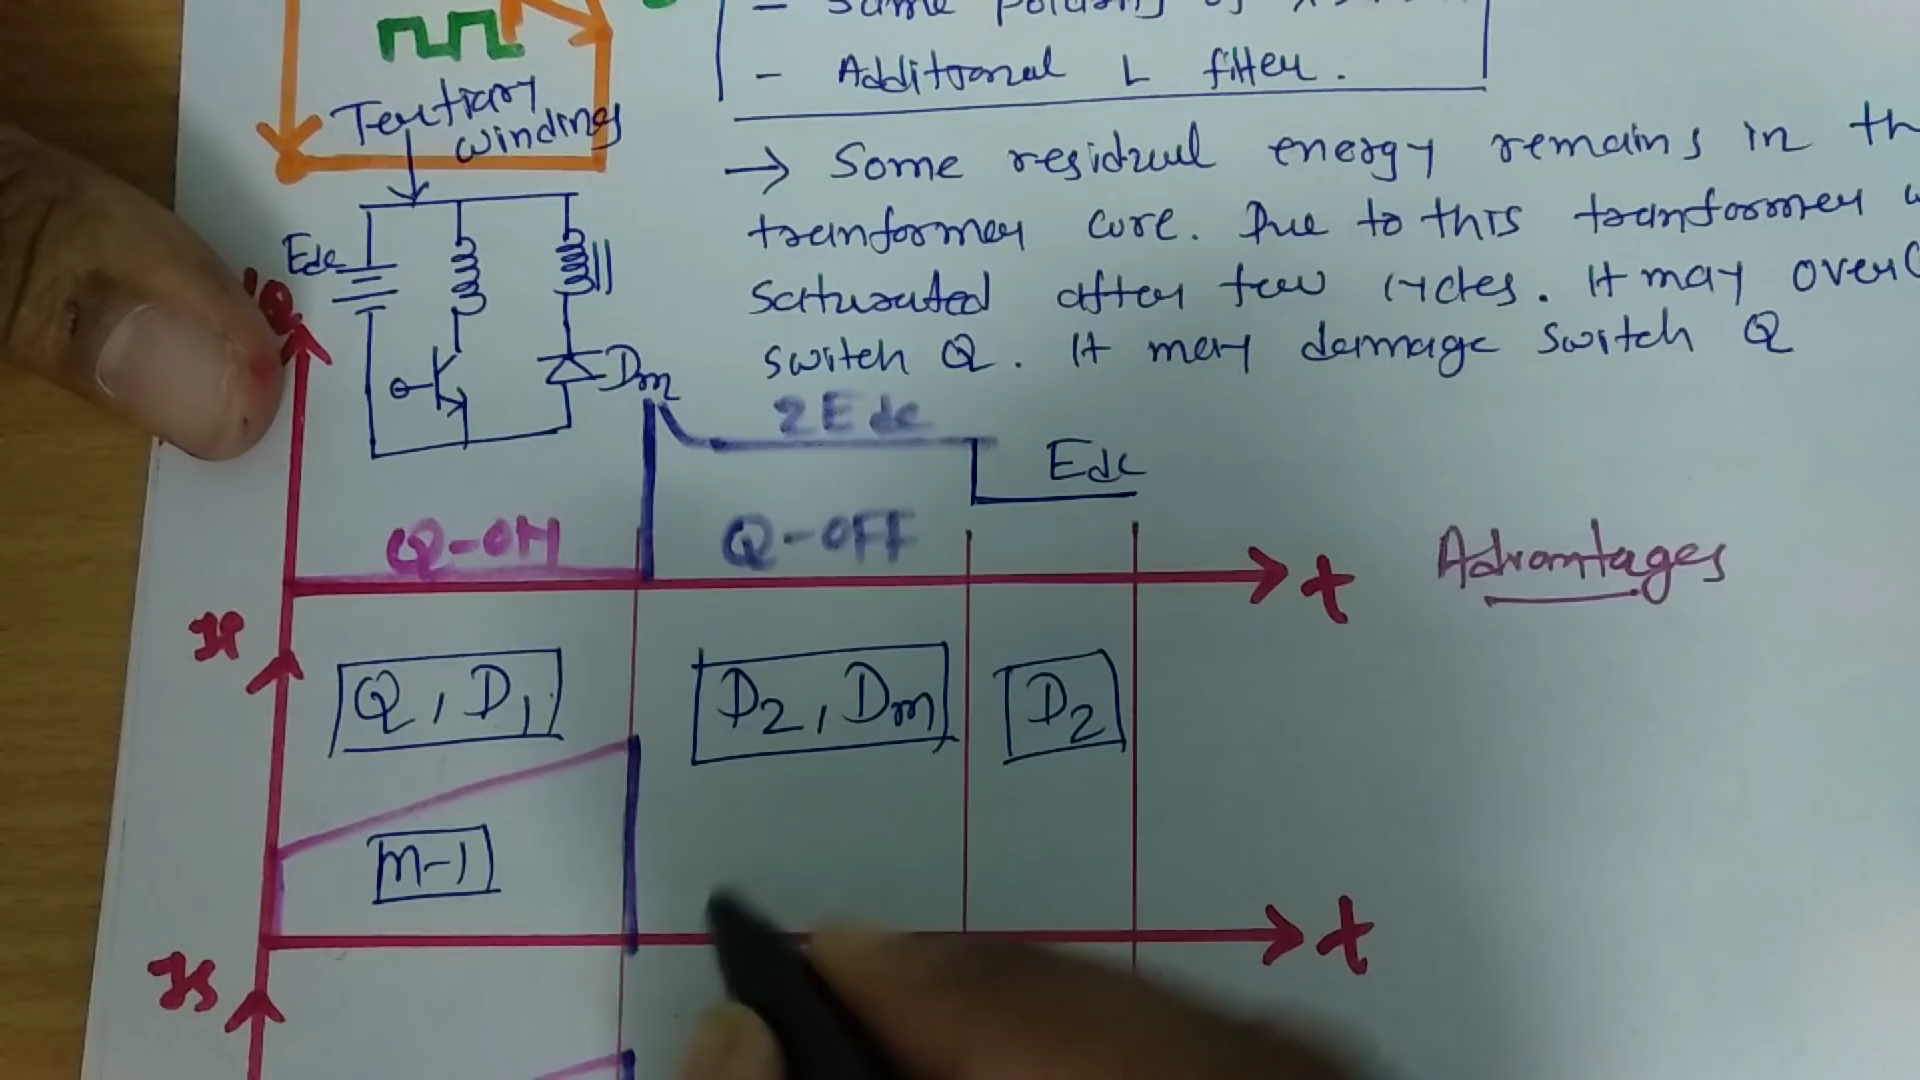 - Additional L filter.
Tertiary
winding
→ Some residual energy remains in
transformer core. Due to this transformer
saturated after few cycles. It may
switch Q. It may damage switch Q
Edc
Dm
2Edc
Edc
Q-ON
Q-OFF
t
Advantages
Q, D1
D2, Dm
D2
m-1
t
Is